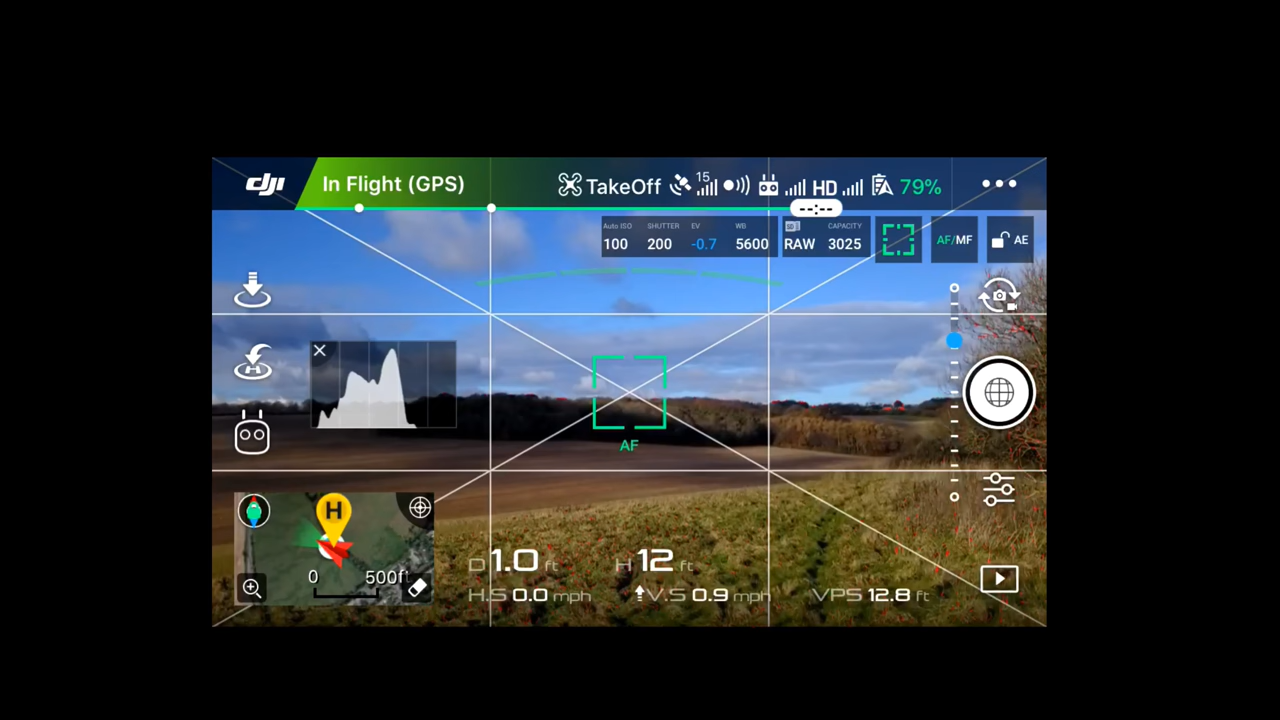 dji In Flight (GPS) TakeOff 15 HD 79%
--:--
Auto ISO SHUTTER EV WB CAPACITY
100 200 -0.7 5600 RAW 3025 AF/MF AE
AF
H
0 500ft
D 1.0 ft H 12 ft
H.S 0.0 mph V.S 0.9 mph VPS 12.8 ft